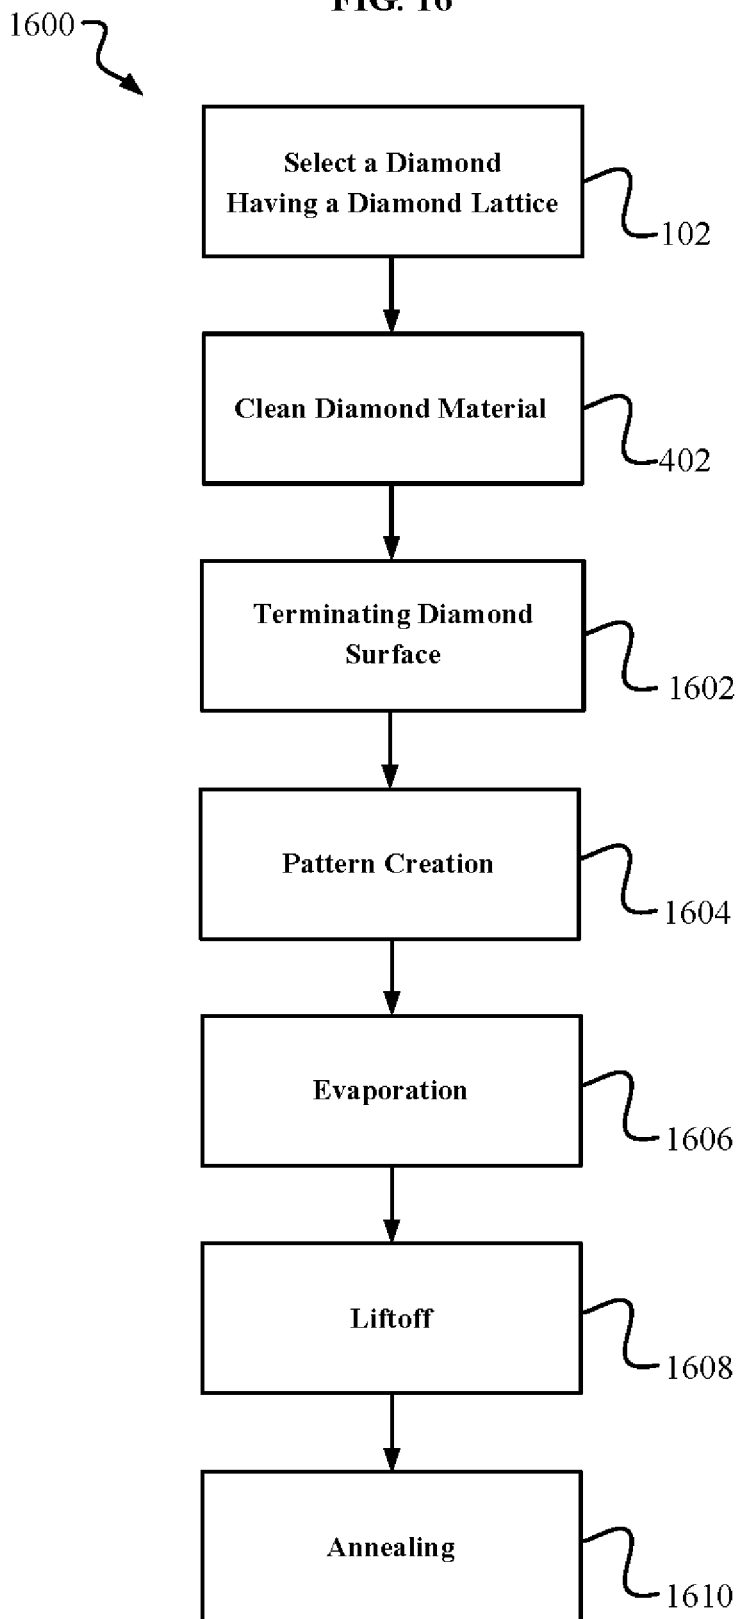 FIG. 16
1600
Select a Diamond
Having a Diamond Lattice
102
Clean Diamond Material
402
Terminating Diamond
Surface
1602
Pattern Creation
1604
Evaporation
1606
Liftoff
1608
Annealing
1610